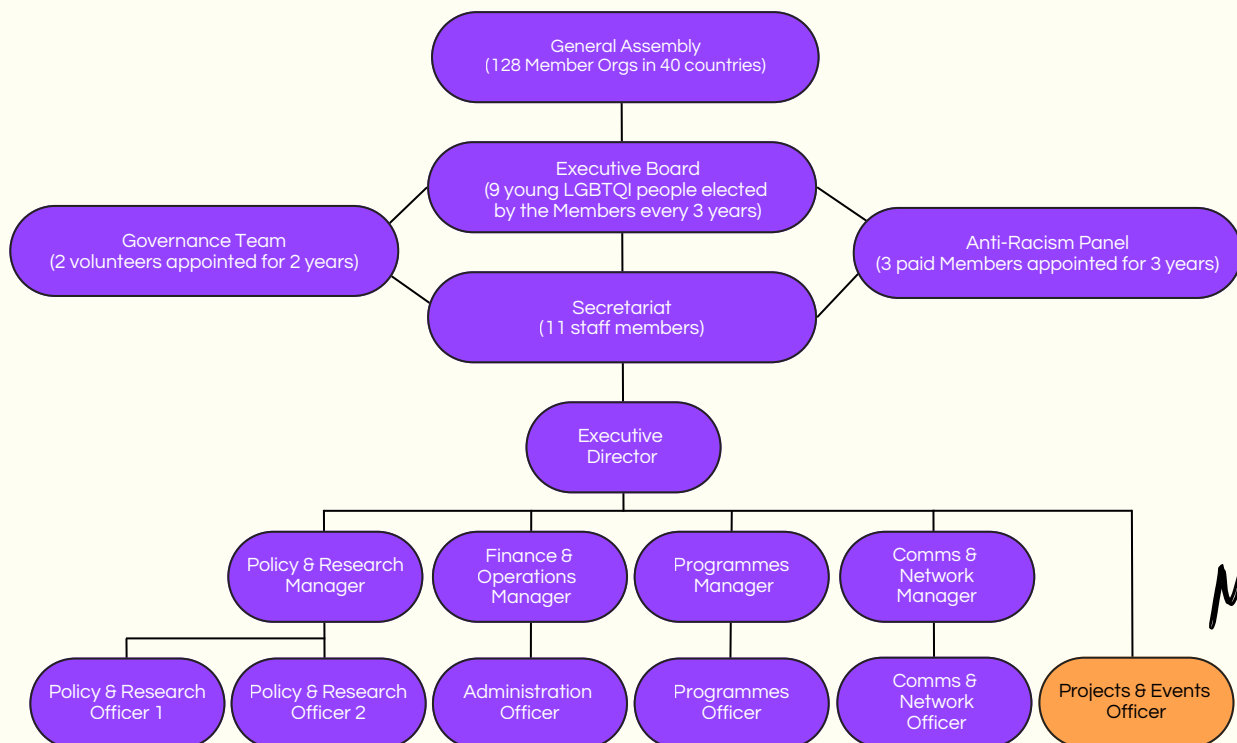 General Assembly
(128 Member Orgs in 40 countries)
Executive Board
(9 young LGBTQI people elected
by the Members every 3 years)
Governance Team
(2 volunteers appointed for 2 years)
Anti-Racism Panel
(3 paid Members appointed for 3 years)
Secretariat
(11 staff members)
Executive
Director
Policy & Research
Manager
Finance &
Operations
Manager
Programmes
Manager
Comms &
Network
Manager
Policy & Research
Officer 1
Policy & Research
Officer 2
Administration
Officer
Programmes
Officer
Comms &
Network
Officer
Projects & Events
Officer